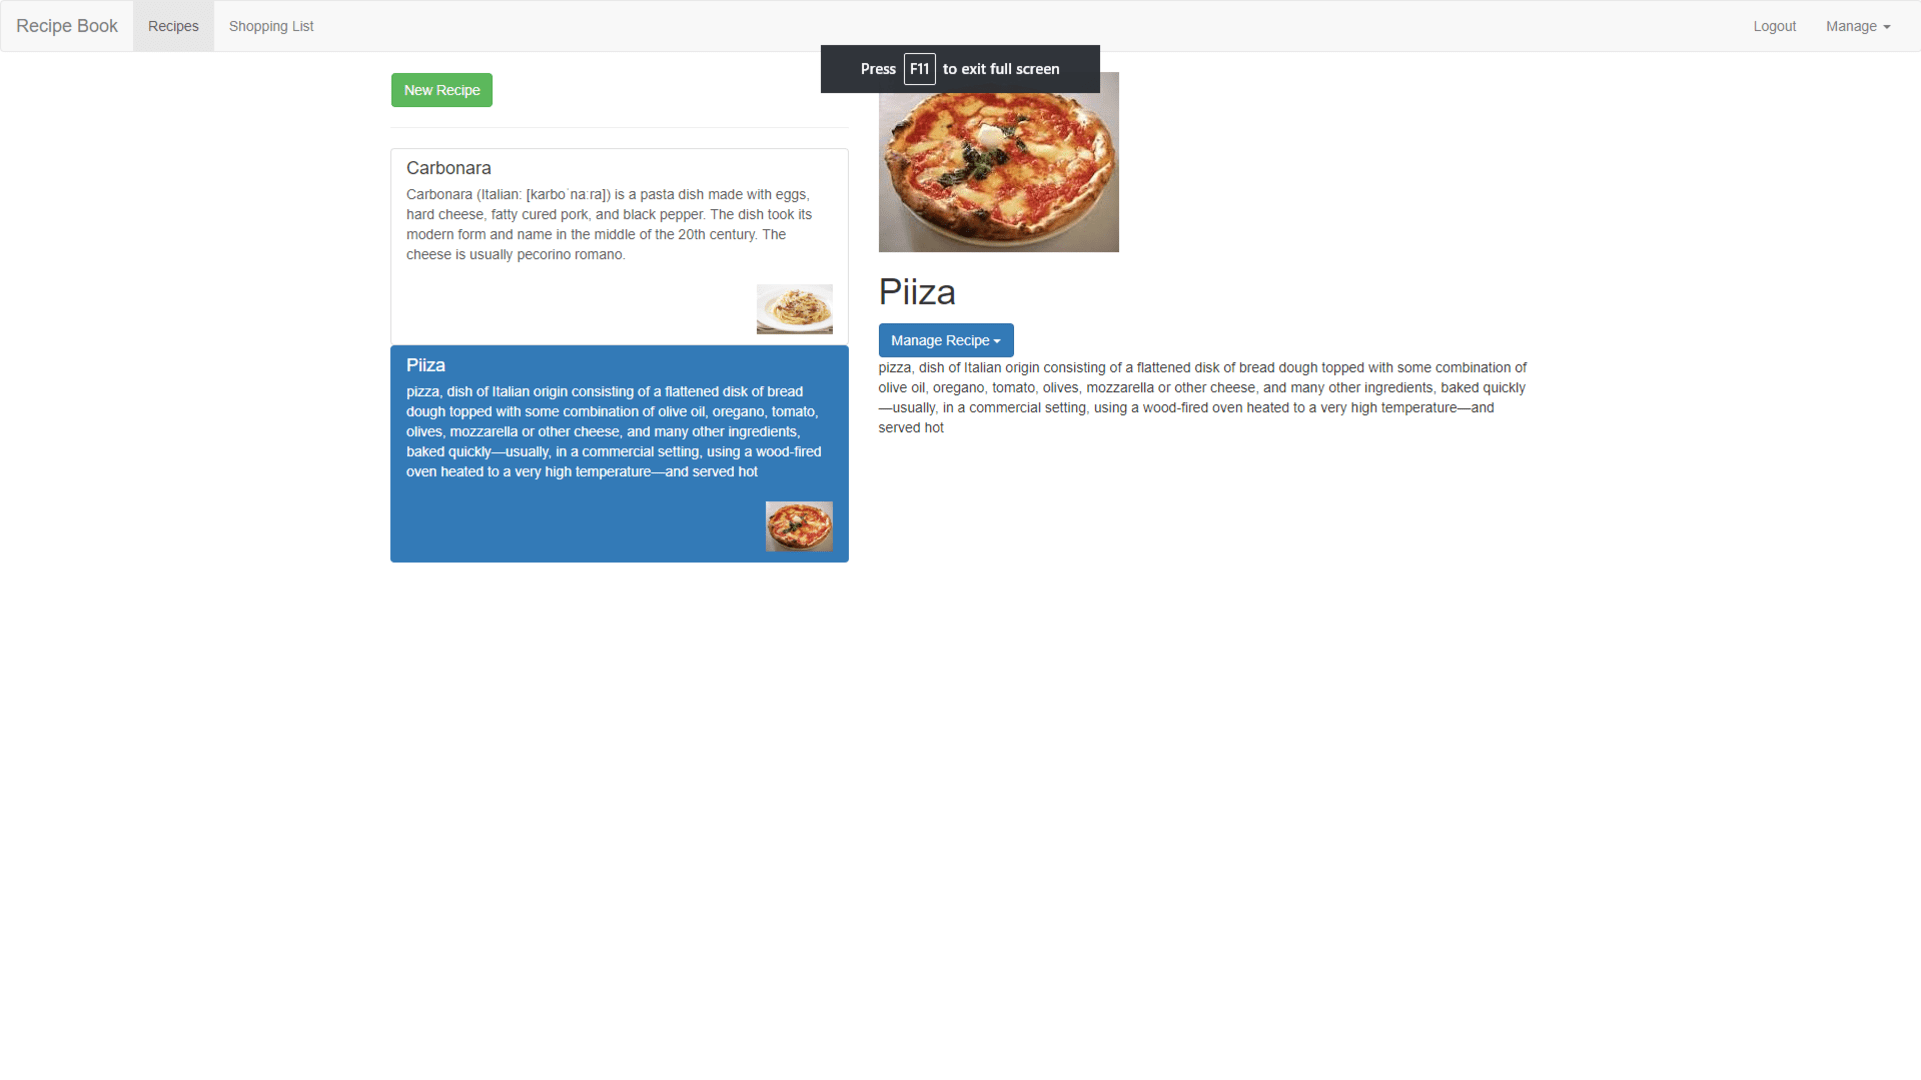 Recipe Book Recipes Shopping List Logout Manage
Press F11 to exit full screen
New Recipe
Carbonara
Carbonara (Italian: [karboˈnaːra]) is a pasta dish made with eggs,
hard cheese, fatty cured pork, and black pepper. The dish took its
modern form and name in the middle of the 20th century. The
cheese is usually pecorino romano.
Piiza
pizza, dish of Italian origin consisting of a flattened disk of bread
dough topped with some combination of olive oil, oregano, tomato,
olives, mozzarella or other cheese, and many other ingredients,
baked quickly—usually, in a commercial setting, using a wood-fired
oven heated to a very high temperature—and served hot
Piiza
Manage Recipe
pizza, dish of Italian origin consisting of a flattened disk of bread dough topped with some combination of
olive oil, oregano, tomato, olives, mozzarella or other cheese, and many other ingredients, baked quickly
—usually, in a commercial setting, using a wood-fired oven heated to a very high temperature—and
served hot